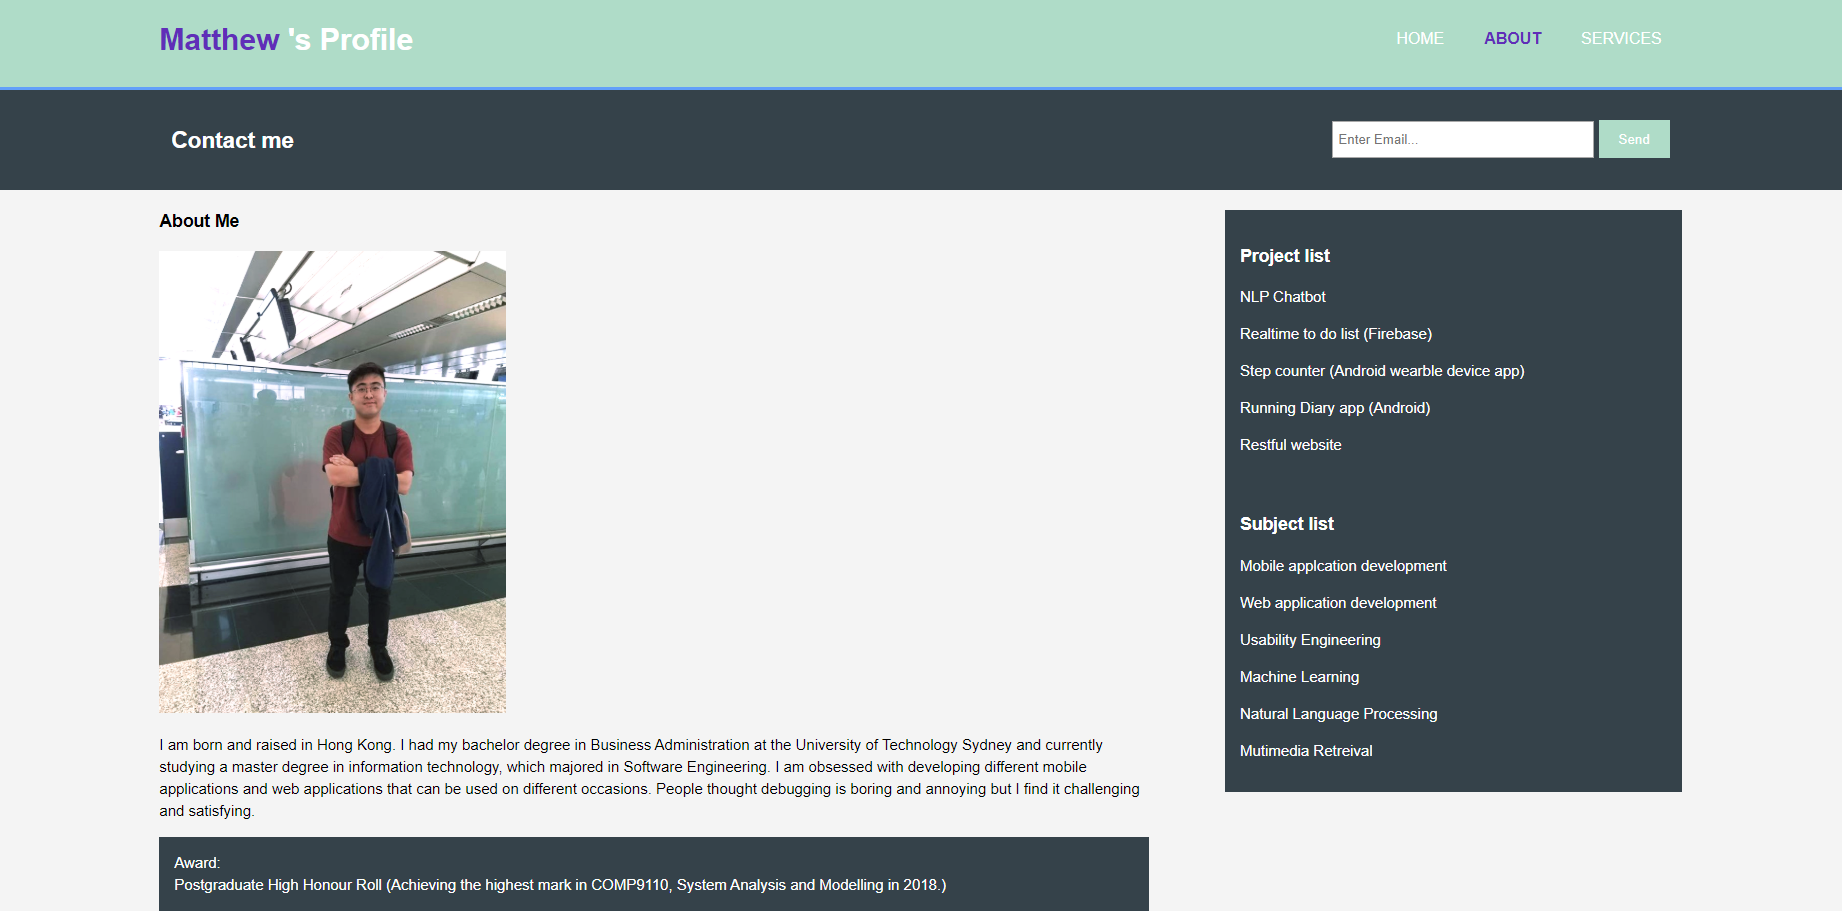 Matthew 's Profile
HOME ABOUT SERVICES
Contact me
Enter Email...
Send
About Me
I am born and raised in Hong Kong. I had my bachelor degree in Business Administration at the University of Technology Sydney and currently
studying a master degree in information technology, which majored in Software Engineering. I am obsessed with developing different mobile
applications and web applications that can be used on different occasions. People thought debugging is boring and annoying but I find it challenging
and satisfying.
Award:
Postgraduate High Honour Roll (Achieving the highest mark in COMP9110, System Analysis and Modelling in 2018.)
Project list
NLP Chatbot
Realtime to do list (Firebase)
Step counter (Android wearble device app)
Running Diary app (Android)
Restful website
Subject list
Mobile applcation development
Web application development
Usability Engineering
Machine Learning
Natural Language Processing
Mutimedia Retreival